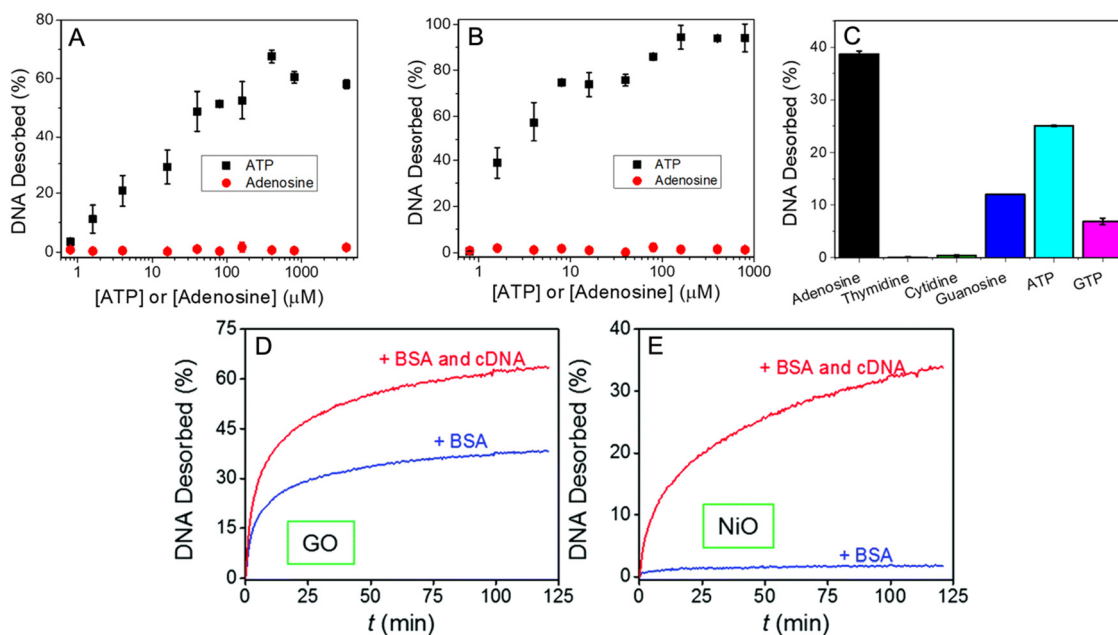 A
DNA Desorbed (%)
80
60
40
20
0
ATP
Adenosine
1
10
100
1000
[ATP] or [Adenosine] (μM)
B
DNA Desorbed (%)
100
80
60
40
20
0
ATP
Adenosine
1
10
100
1000
[ATP] or [Adenosine] (μM)
C
DNA Desorbed (%)
40
30
20
10
0
Adenosine
Thymidine
Cytidine
Guanosine
ATP
GTP
D
DNA Desorbed (%)
75
60
45
30
15
0
+ BSA and cDNA
+ BSA
GO
0
25
50
75
100
125
t (min)
E
DNA Desorbed (%)
40
30
20
10
0
+ BSA and cDNA
NiO
+ BSA
0
25
50
75
100
125
t (min)